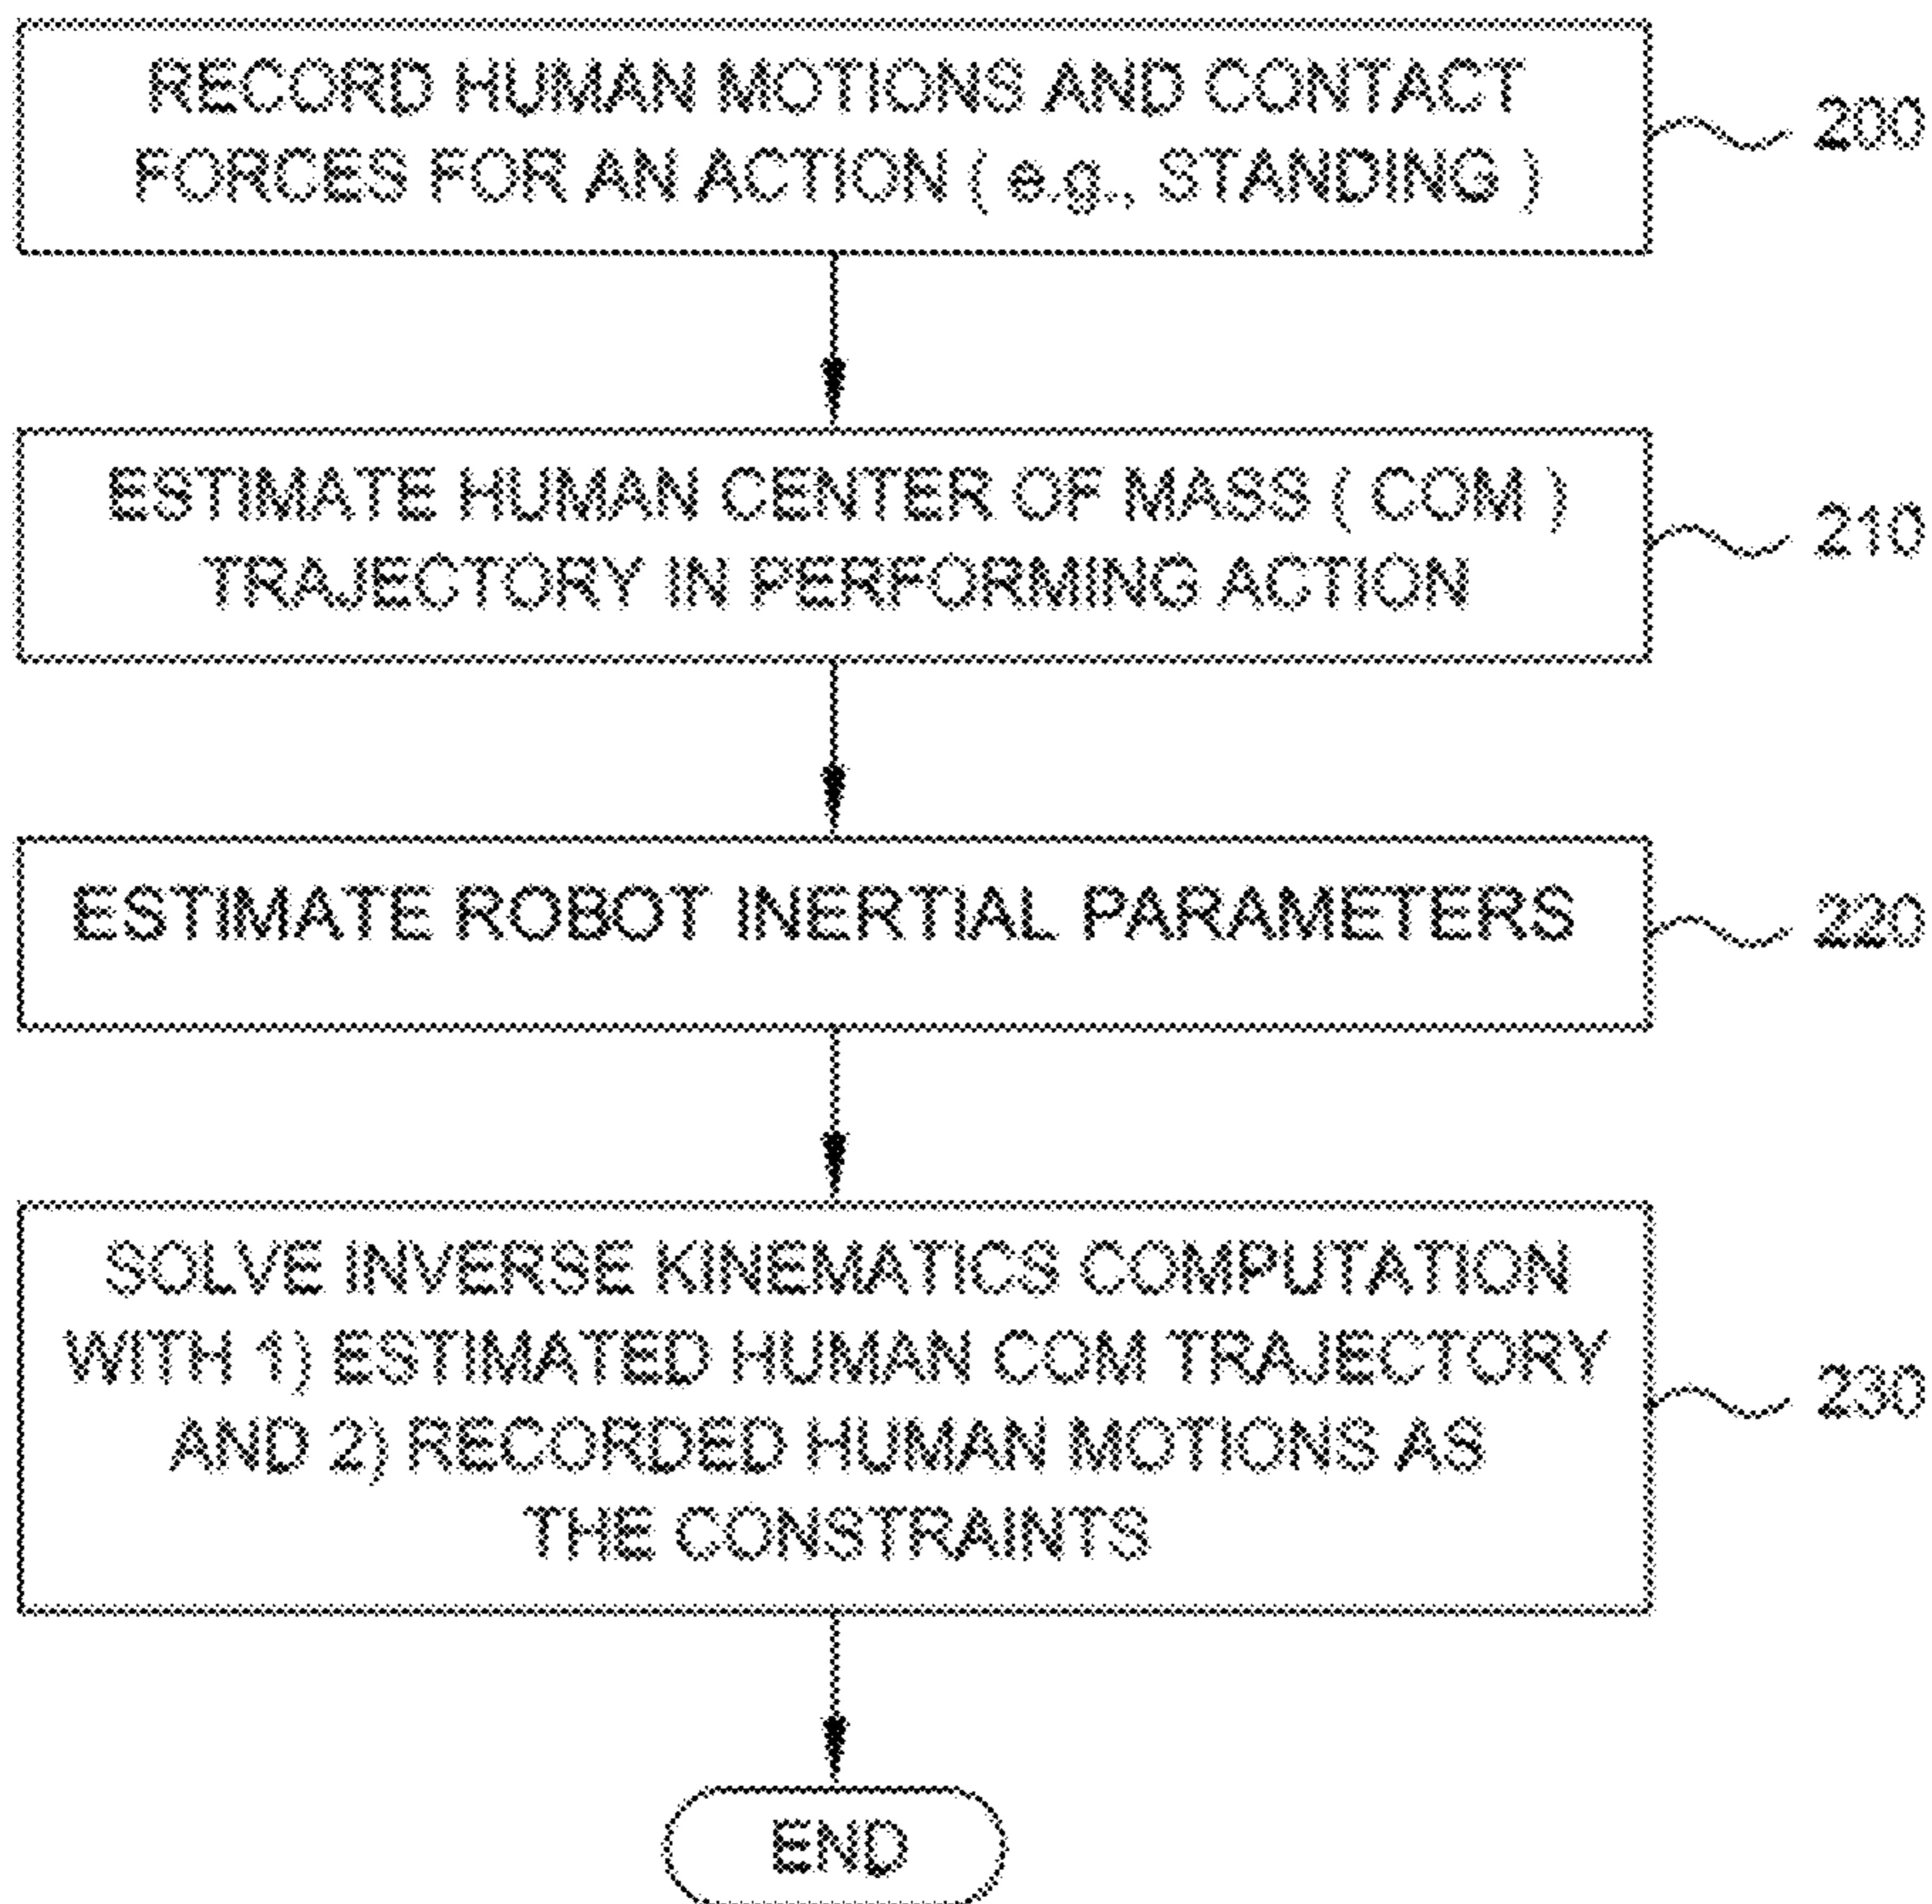 RECORD HUMAN MOTIONS AND CONTACT
FORCES FOR AN ACTION ( e.g., STANDING )
200
ESTIMATE HUMAN CENTER OF MASS ( COM )
TRAJECTORY IN PERFORMING ACTION
210
ESTIMATE ROBOT INERTIAL PARAMETERS
220
SOLVE INVERSE KINEMATICS COMPUTATION
WITH 1) ESTIMATED HUMAN COM TRAJECTORY
AND 2) RECORDED HUMAN MOTIONS AS
THE CONSTRAINTS
230
END